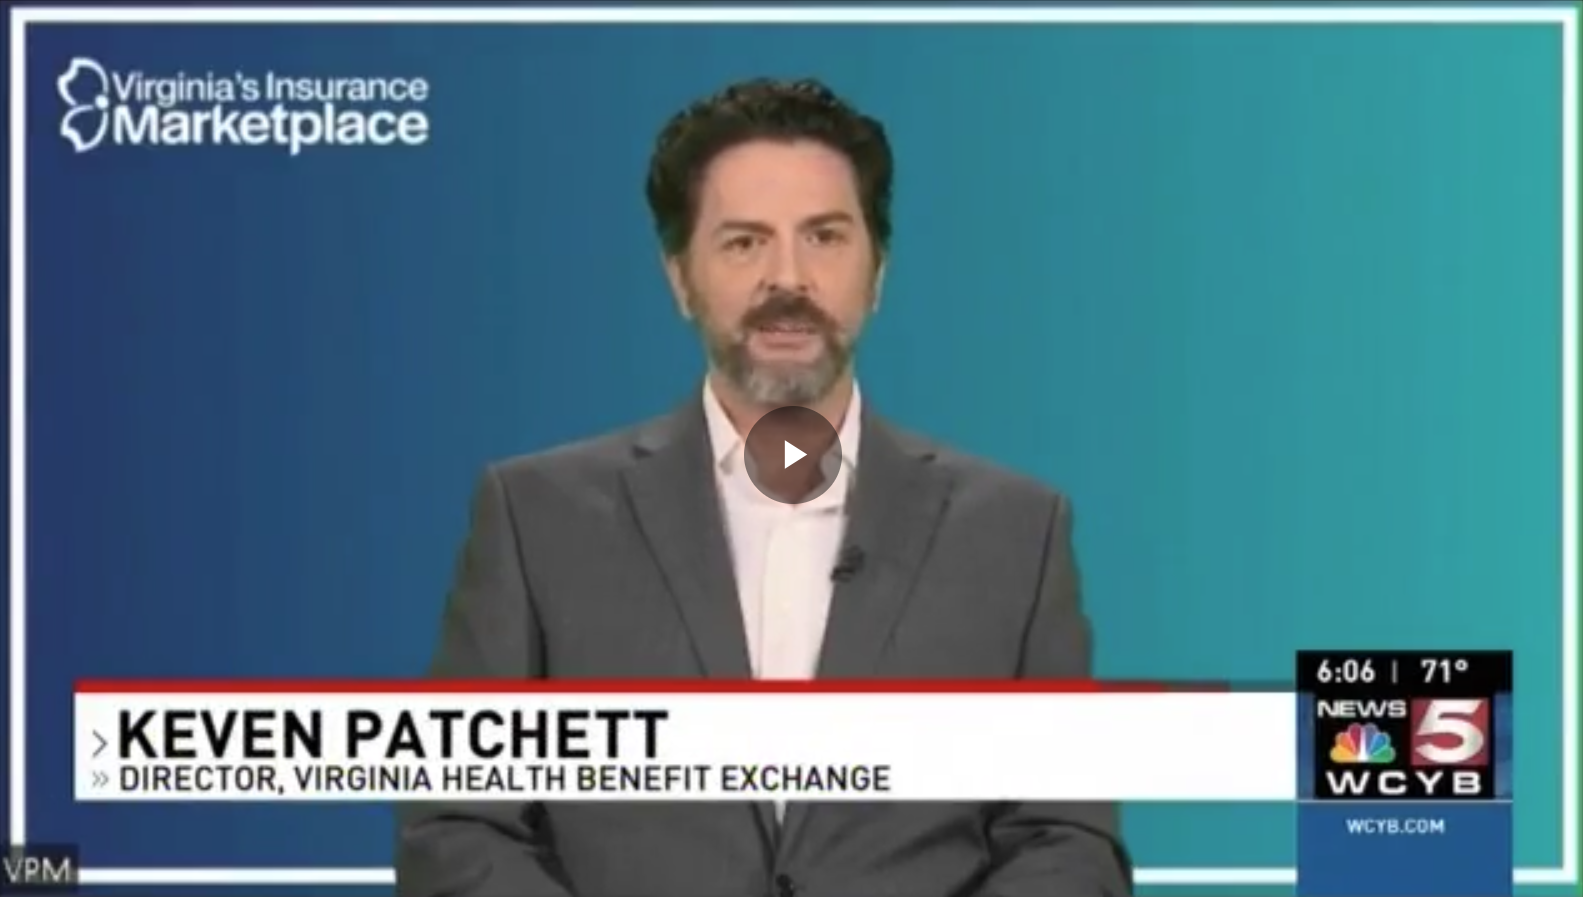 Virginia's Insurance
Marketplace
6:06 | 71°
NEWS 5
WCYB
KEVEN PATCHETT
DIRECTOR, VIRGINIA HEALTH BENEFIT EXCHANGE
WCYB.COM
VPM